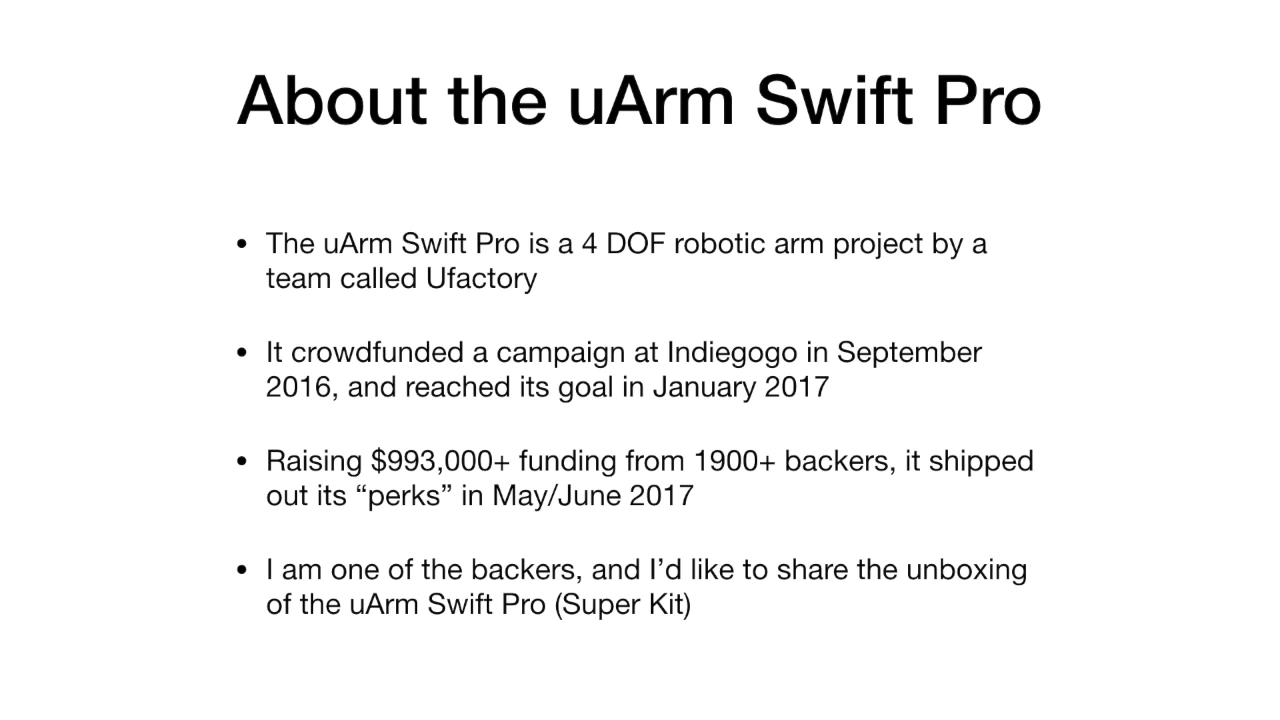 About the uArm Swift Pro
• The uArm Swift Pro is a 4 DOF robotic arm project by a
team called Ufactory
• It crowdfunded a campaign at Indiegogo in September
2016, and reached its goal in January 2017
• Raising $993,000+ funding from 1900+ backers, it shipped
out its “perks” in May/June 2017
• I am one of the backers, and I’d like to share the unboxing
of the uArm Swift Pro (Super Kit)